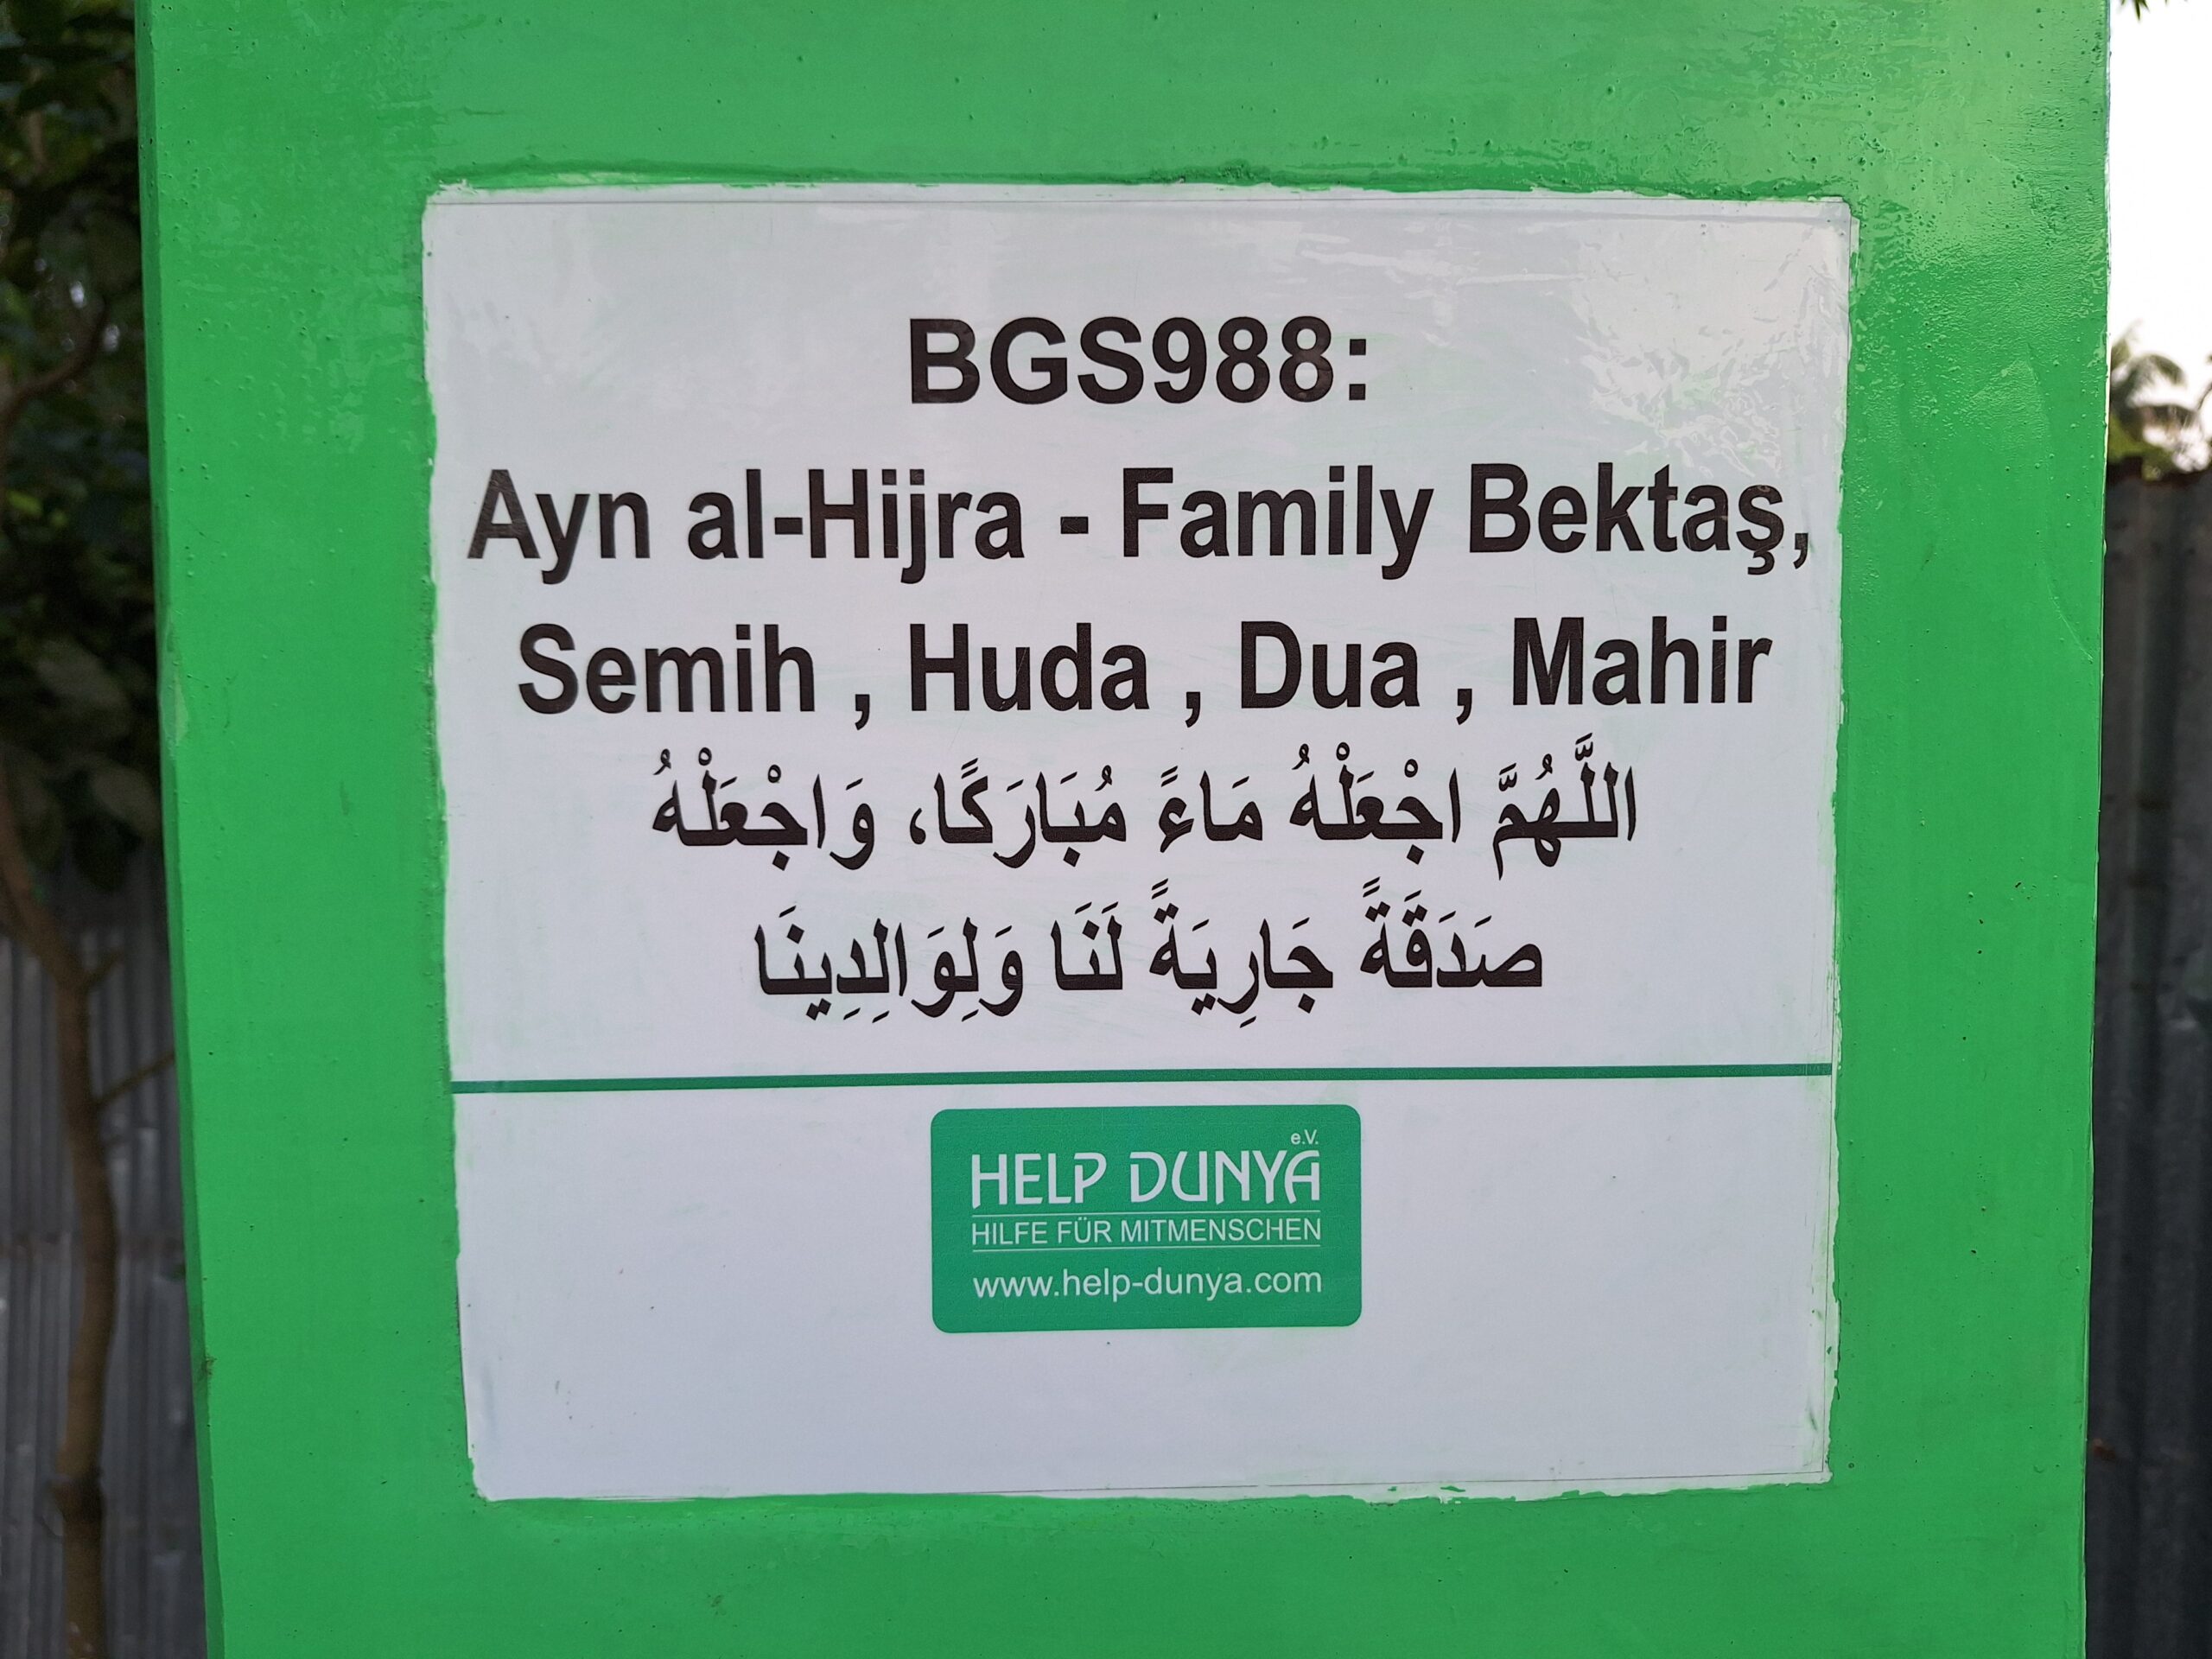 BGS988:
Ayn al-Hijra - Family Bektaş,
Semih , Huda , Dua , Mahir
اللَّهُمَّ اجْعَلْهُ مَاءً مُبَارَكًا، وَاجْعَلْهُ
صَدَقَةً جَارِيَةً لَنَا وَلِوَالِدِينَا
e.V.
HELP DUNYA
HILFE FÜR MITMENSCHEN
www.help-dunya.com